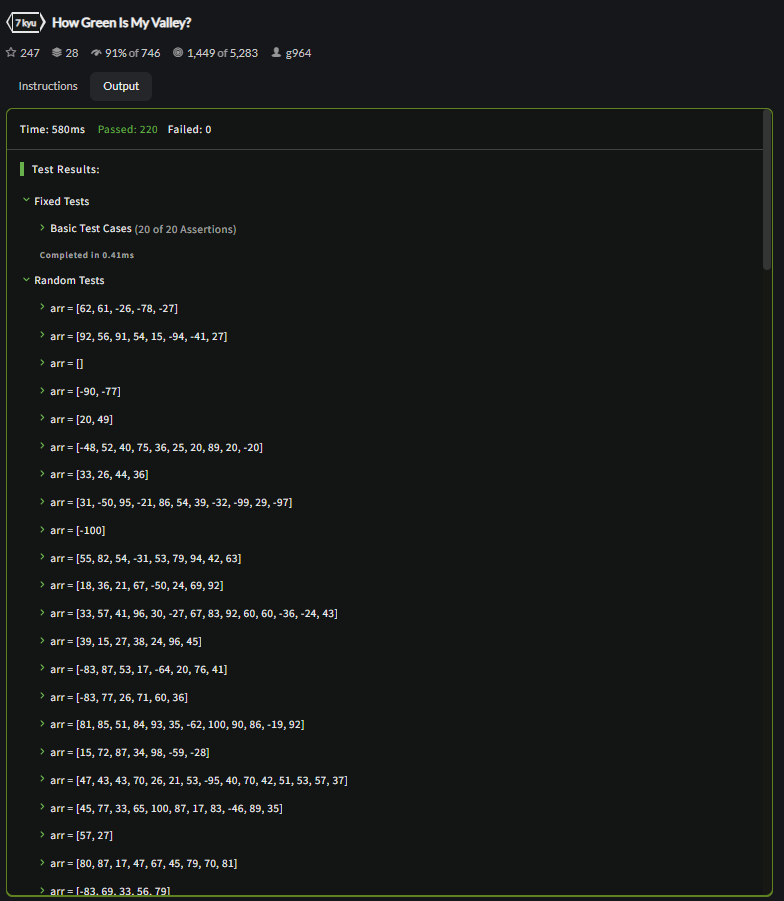 7 kyu How Green Is My Valley?
247 28 91% of 746 1,449 of 5,283 g964
Instructions Output
Time: 580ms Passed: 220 Failed: 0
Test Results:
Fixed Tests
Basic Test Cases (20 of 20 Assertions)
Completed in 0.41ms
Random Tests
arr = [62, 61, -26, -78, -27]
arr = [92, 56, 91, 54, 15, -94, -41, 27]
arr = []
arr = [-90, -77]
arr = [20, 49]
arr = [-48, 52, 40, 75, 36, 25, 20, 89, 20, -20]
arr = [33, 26, 44, 36]
arr = [31, -50, 95, -21, 86, 54, 39, -32, -99, 29, -97]
arr = [-100]
arr = [55, 82, 54, -31, 53, 79, 94, 42, 63]
arr = [18, 36, 21, 67, -50, 24, 69, 92]
arr = [33, 57, 41, 96, 30, -27, 67, 83, 92, 60, 60, -36, -24, 43]
arr = [39, 15, 27, 38, 24, 96, 45]
arr = [-83, 87, 53, 17, -64, 20, 76, 41]
arr = [-83, 77, 26, 71, 60, 36]
arr = [81, 85, 51, 84, 93, 35, -62, 100, 90, 86, -19, 92]
arr = [15, 72, 87, 34, 98, -59, -28]
arr = [47, 43, 43, 70, 26, 21, 53, -95, 40, 70, 42, 51, 53, 57, 37]
arr = [45, 77, 33, 65, 100, 87, 17, 83, -46, 89, 35]
arr = [57, 27]
arr = [80, 87, 17, 47, 67, 45, 79, 70, 81]
arr = [-83, 69, 33, 56, 79]